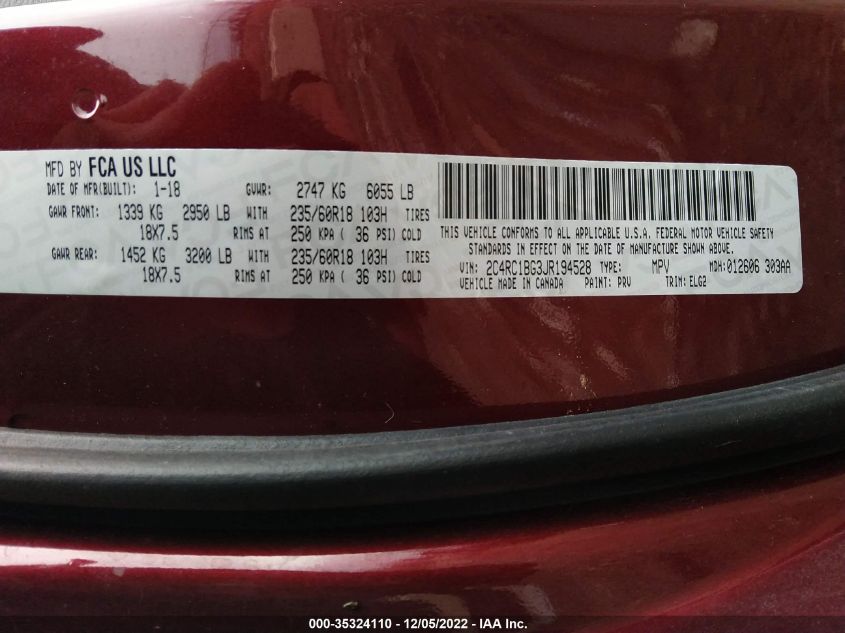 MFD BY FCA US LLC
DATE OF MFR(BUILT): 1-18 GVWR: 2747 KG 6055 LB
GAWR FRONT: 1339 KG 2950 LB WITH 235/60R18 103H TIRES
18X7.5 RIMS AT 250 KPA ( 36 PSI) COLD
GAWR REAR: 1452 KG 3200 LB WITH 235/60R18 103H TIRES
18X7.5 RIMS AT 250 KPA ( 36 PSI) COLD
THIS VEHICLE CONFORMS TO ALL APPLICABLE U.S.A. FEDERAL MOTOR VEHICLE SAFETY
STANDARDS IN EFFECT ON THE DATE OF MANUFACTURE SHOWN ABOVE.
VIN: 2C4RC1BG3JR194528 TYPE: MPV MDH:012606 303AA
VEHICLE MADE IN CANADA PAINT: PRV TRIM:ELG2
000-35324110 - 12/05/2022 - IAA Inc.